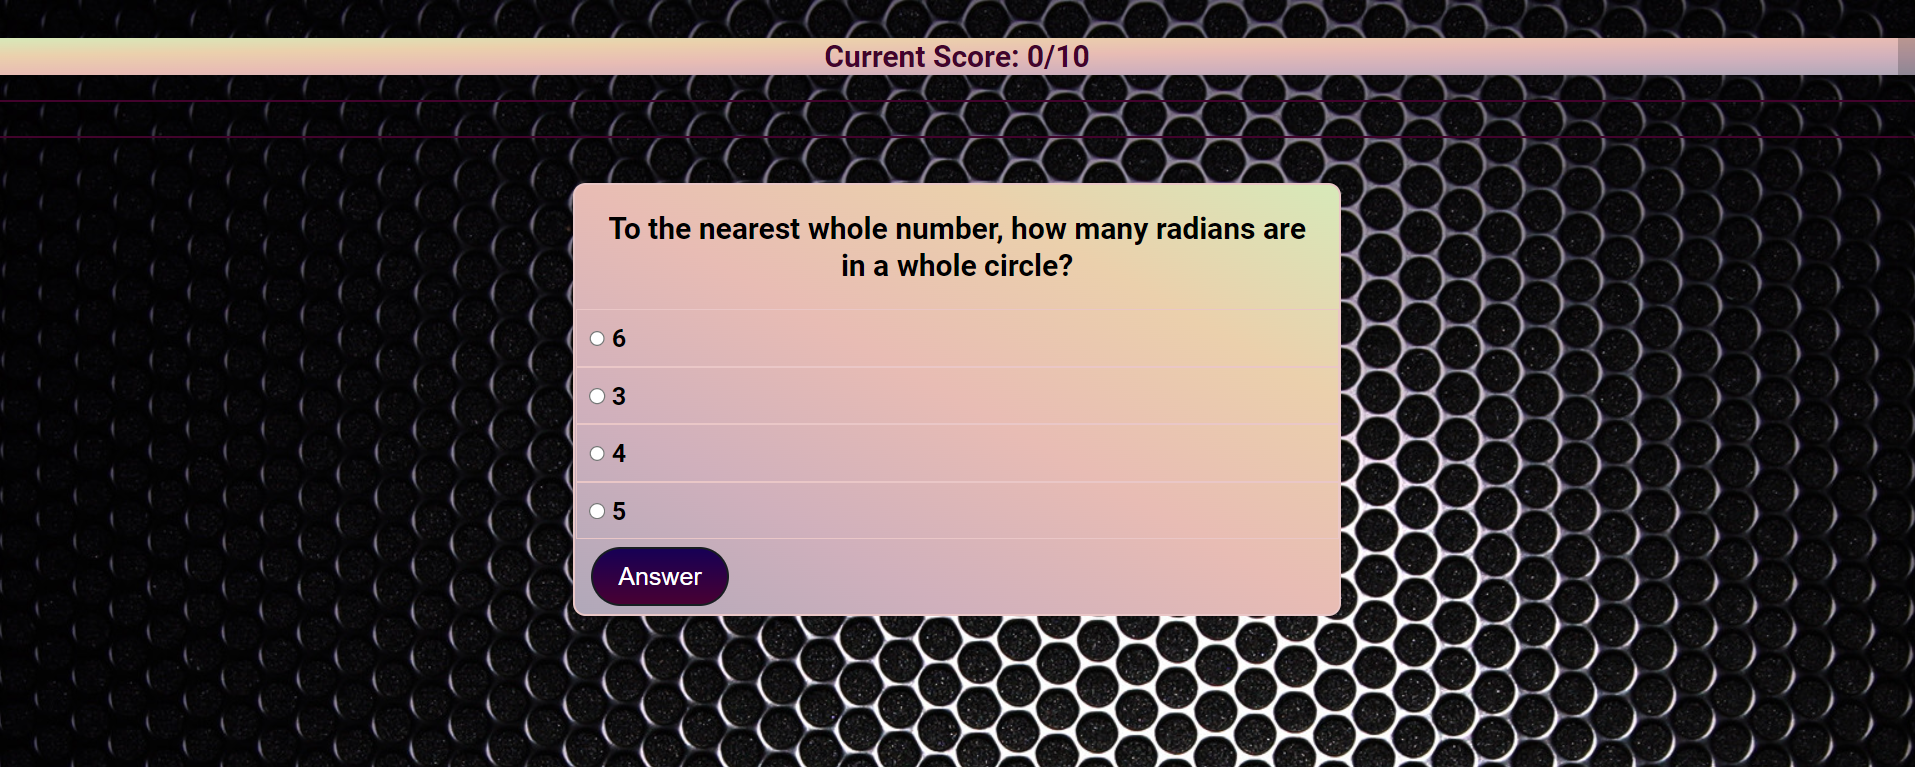 Current Score: 0/10
To the nearest whole number, how many radians are
in a whole circle?
6
3
4
5
Answer